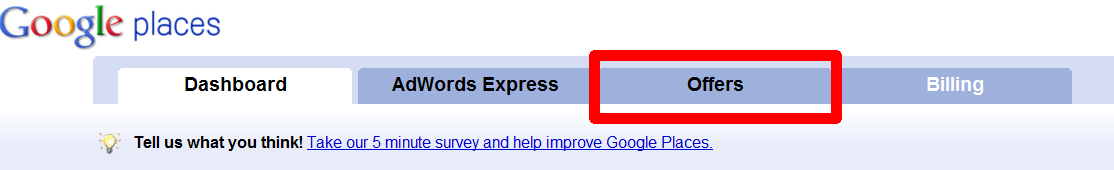 Google places
Dashboard AdWords Express Offers Billing
Tell us what you think! Take our 5 minute survey and help improve Google Places.